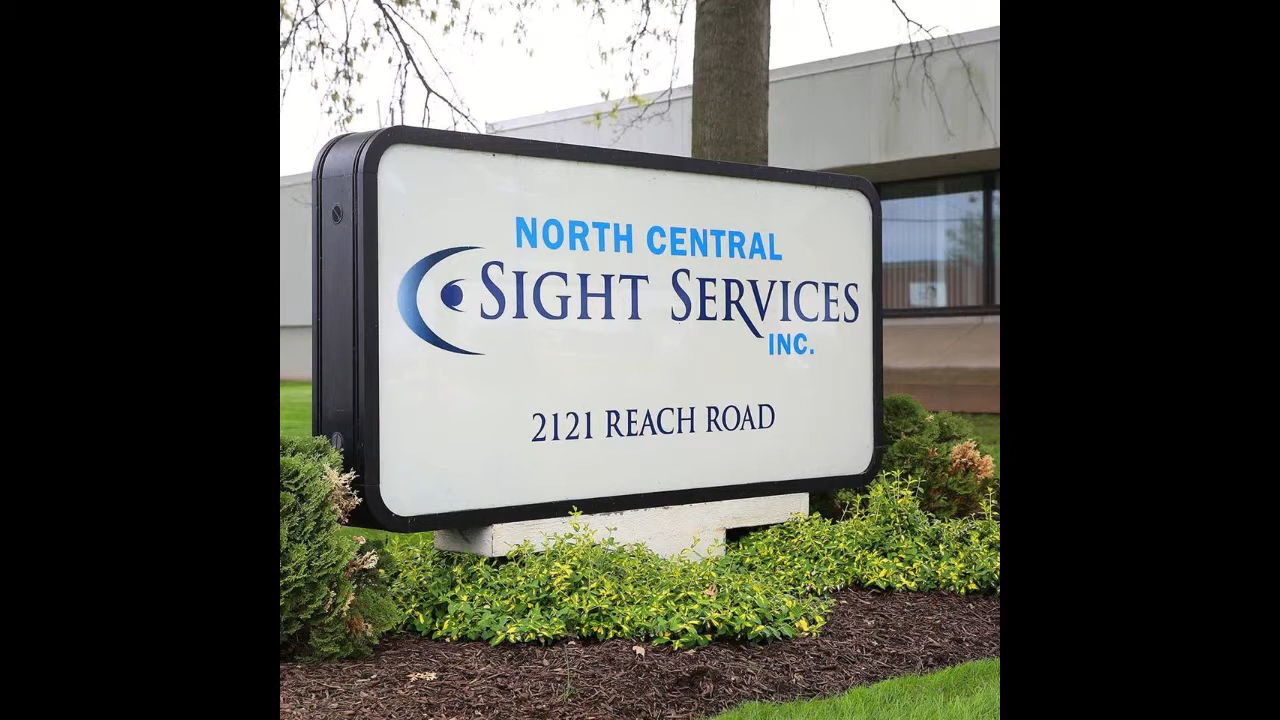 NORTH CENTRAL
SIGHT SERVICES
INC.
2121 REACH ROAD